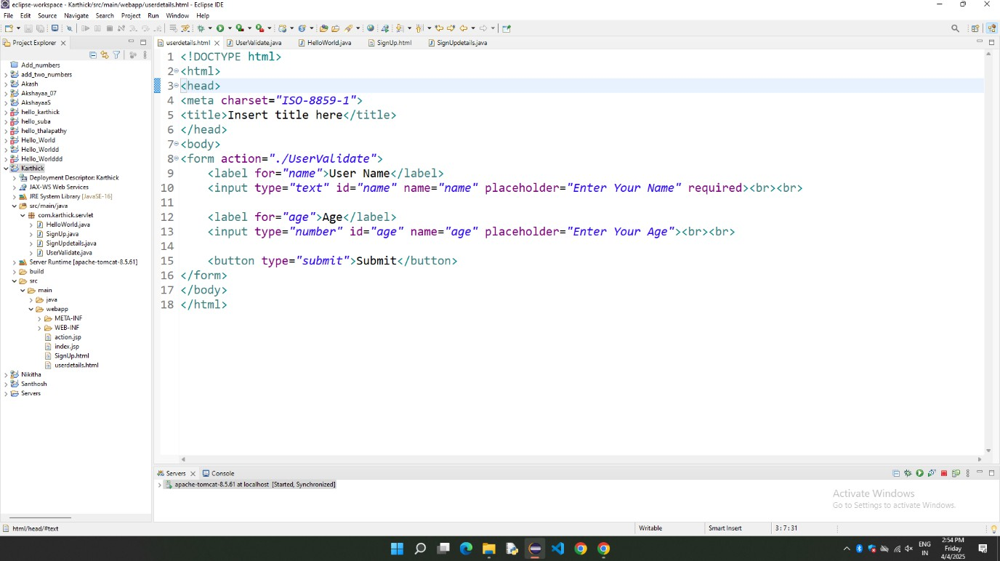 eclipse-workspace - Karthick/src/main/webapp/userdetails.html - Eclipse IDE
File Edit Source Navigate Search Project Run Window Help
Project Explorer
userdetails.html UserValidate.java HelloWorld.java SignUp.html SignUpdetails.java
Add_numbers
add_two_numbers
Akash
Akshayaa_07
AkshayaaS
hello_karthick
hello_suba
hello_thalapathy
Hello_World
Hello_Worldd
Hello_Worlddd
Karthick
Deployment Descriptor: Karthick
JAX-WS Web Services
JRE System Library [JavaSE-16]
src/main/java
com.karthick.servlet
HelloWorld.java
SignUp.java
SignUpdetails.java
UserValidate.java
Server Runtime [apache-tomcat-8.5.61]
build
src
main
java
webapp
META-INF
WEB-INF
action.jsp
index.jsp
SignUp.html
userdetails.html
Nikitha
Santhosh
Servers
1 <!DOCTYPE html>
2 <html>
3 <head>
4 <meta charset="ISO-8859-1">
5 <title>Insert title here</title>
6 </head>
7 <body>
8 <form action="./UserValidate">
9 <label for="name">User Name</label>
10 <input type="text" id="name" name="name" placeholder="Enter Your Name" required><br><br>
11
12 <label for="age">Age</label>
13 <input type="number" id="age" name="age" placeholder="Enter Your Age"><br><br>
14
15 <button type="submit">Submit</button>
16 </form>
17 </body>
18 </html>
Servers Console
apache-tomcat-8.5.61 at localhost [Started, Synchronized]
Activate Windows
Go to Settings to activate Windows.
html/head/#text Writable Smart Insert 3 : 7 : 31
ENG
IN
2:54 PM
Friday
4/4/2025